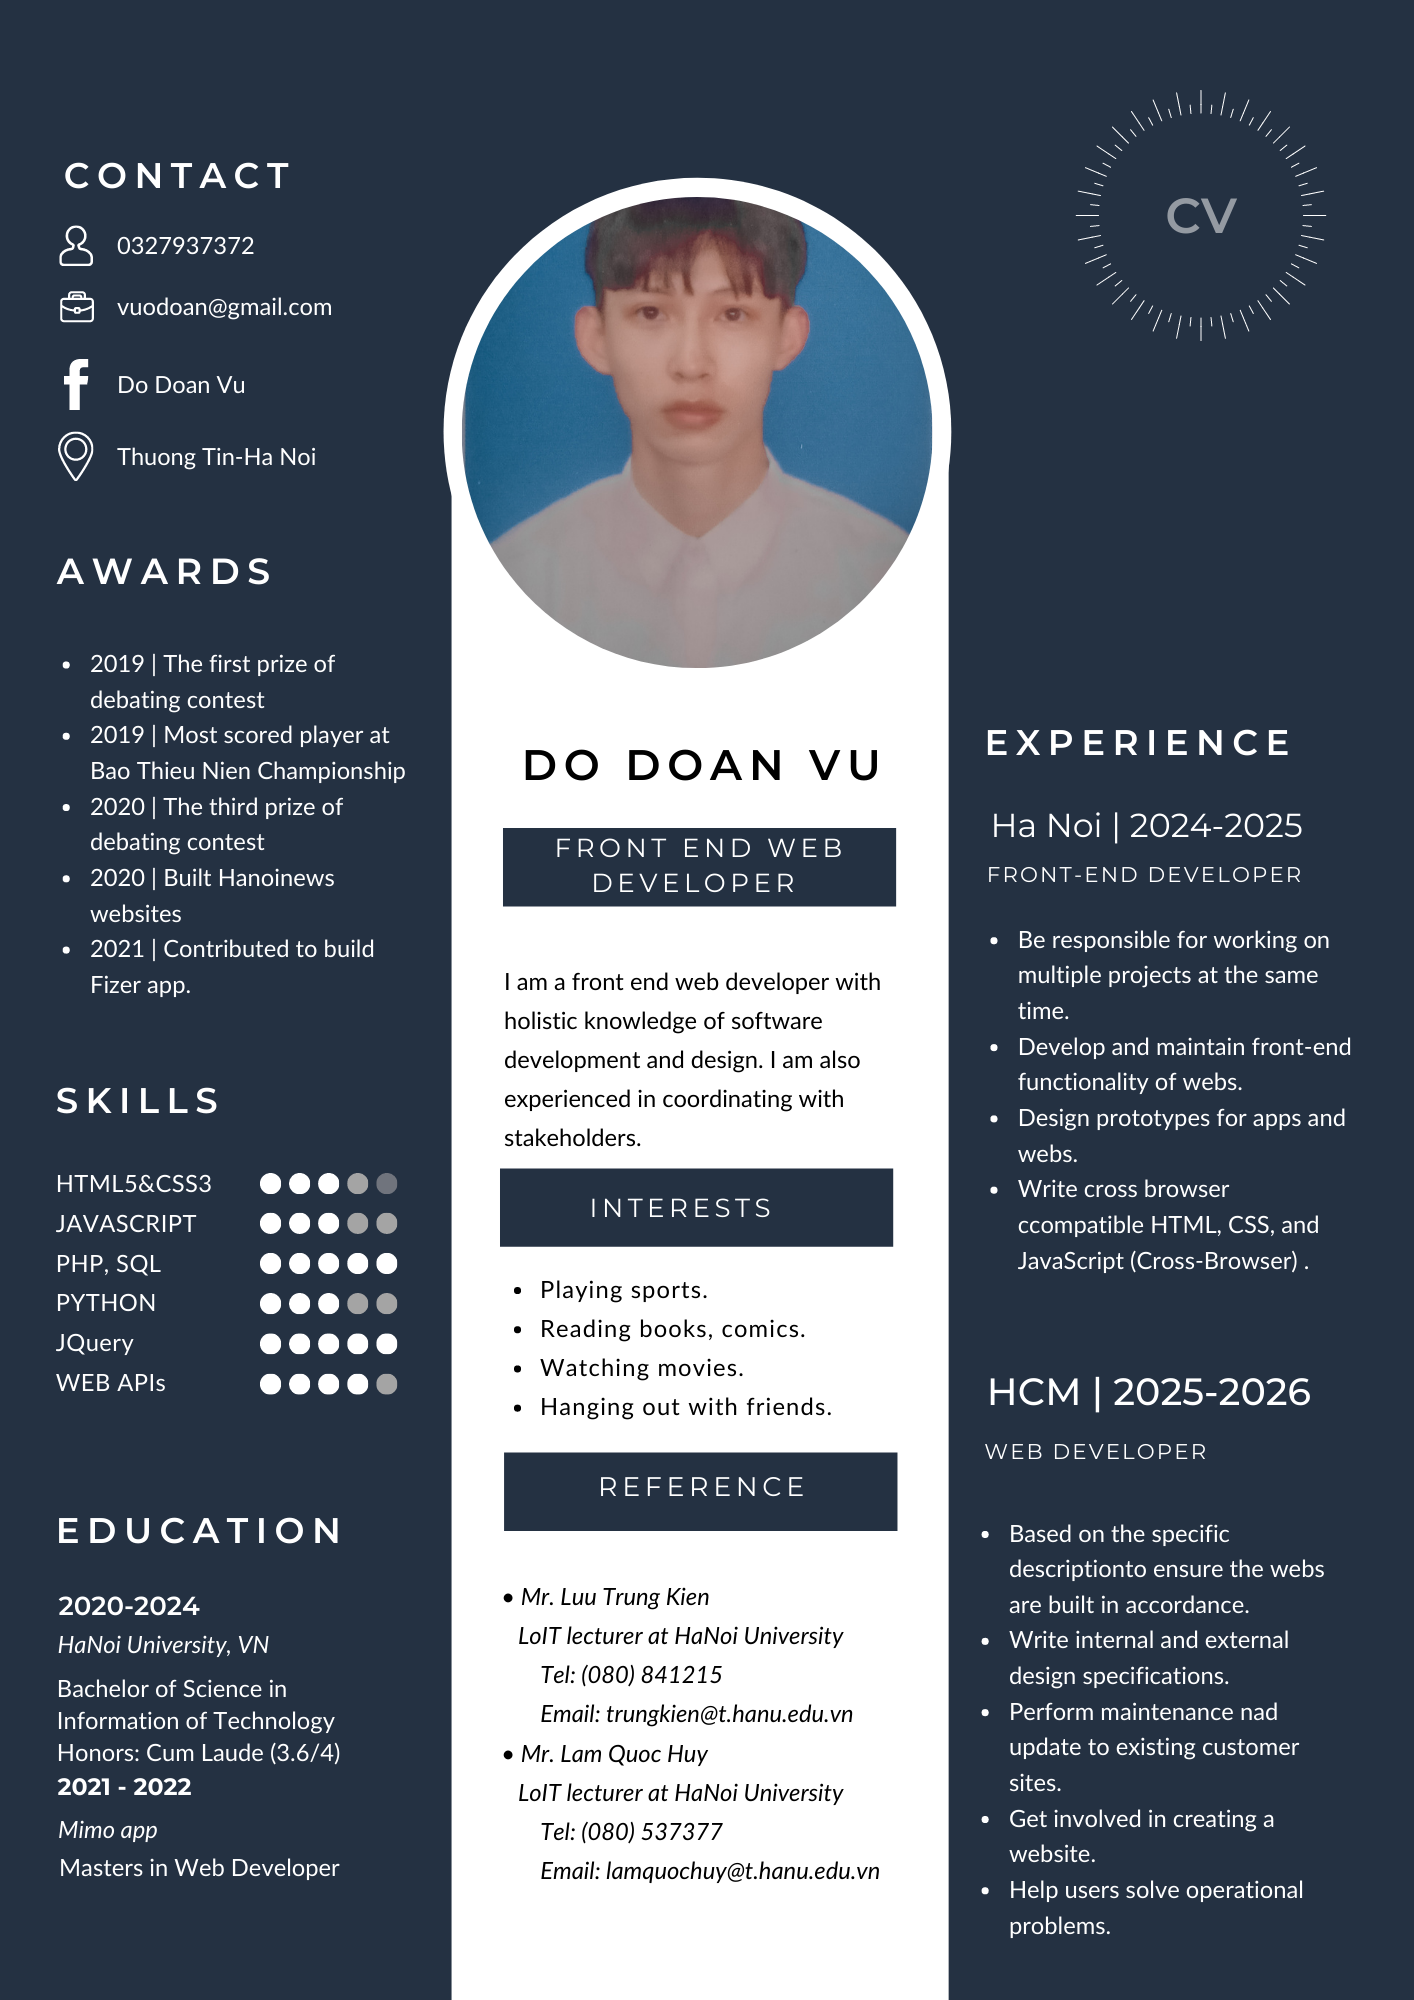 CONTACT
0327937372
vuodoan@gmail.com
Do Doan Vu
Thuong Tin-Ha Noi
AWARDS
• 2019 | The first prize of
debating contest
• 2019 | Most scored player at
Bao Thieu Nien Championship
• 2020 | The third prize of
debating contest
• 2020 | Built Hanoinews
websites
• 2021 | Contributed to build
Fizer app.
SKILLS
HTML5&CSS3
JAVASCRIPT
PHP, SQL
PYTHON
JQuery
WEB APIs
EDUCATION
2020-2024
HaNoi University, VN
Bachelor of Science in
Information of Technology
Honors: Cum Laude (3.6/4)
2021 - 2022
Mimo app
Masters in Web Developer
DO DOAN VU
FRONT END WEB
DEVELOPER
I am a front end web developer with
holistic knowledge of software
development and design. I am also
experienced in coordinating with
stakeholders.
INTERESTS
• Playing sports.
• Reading books, comics.
• Watching movies.
• Hanging out with friends.
REFERENCE
• Mr. Luu Trung Kien
LoIT lecturer at HaNoi University
Tel: (080) 841215
Email: trungkien@t.hanu.edu.vn
• Mr. Lam Quoc Huy
LoIT lecturer at HaNoi University
Tel: (080) 537377
Email: lamquochuy@t.hanu.edu.vn
CV
EXPERIENCE
Ha Noi | 2024-2025
FRONT-END DEVELOPER
• Be responsible for working on
multiple projects at the same
time.
• Develop and maintain front-end
functionality of webs.
• Design prototypes for apps and
webs.
• Write cross browser
ccompatible HTML, CSS, and
JavaScript (Cross-Browser) .
HCM | 2025-2026
WEB DEVELOPER
• Based on the specific
descriptionto ensure the webs
are built in accordance.
• Write internal and external
design specifications.
• Perform maintenance nad
update to existing customer
sites.
• Get involved in creating a
website.
• Help users solve operational
problems.